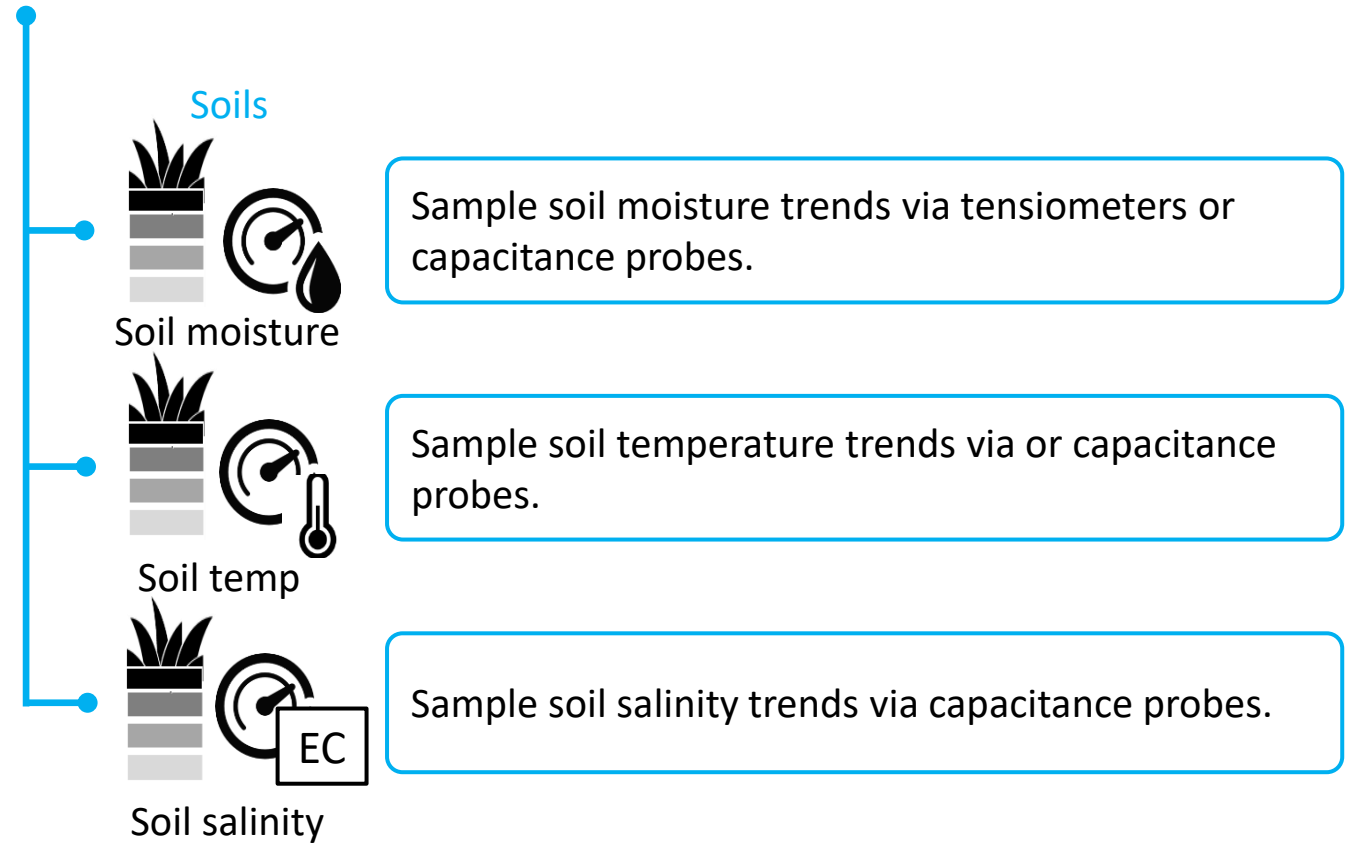 Soils
Sample soil moisture trends via tensiometers or
capacitance probes.
Soil moisture
Sample soil temperature trends via or capacitance
probes.
Soil temp
Sample soil salinity trends via capacitance probes.
EC
Soil salinity